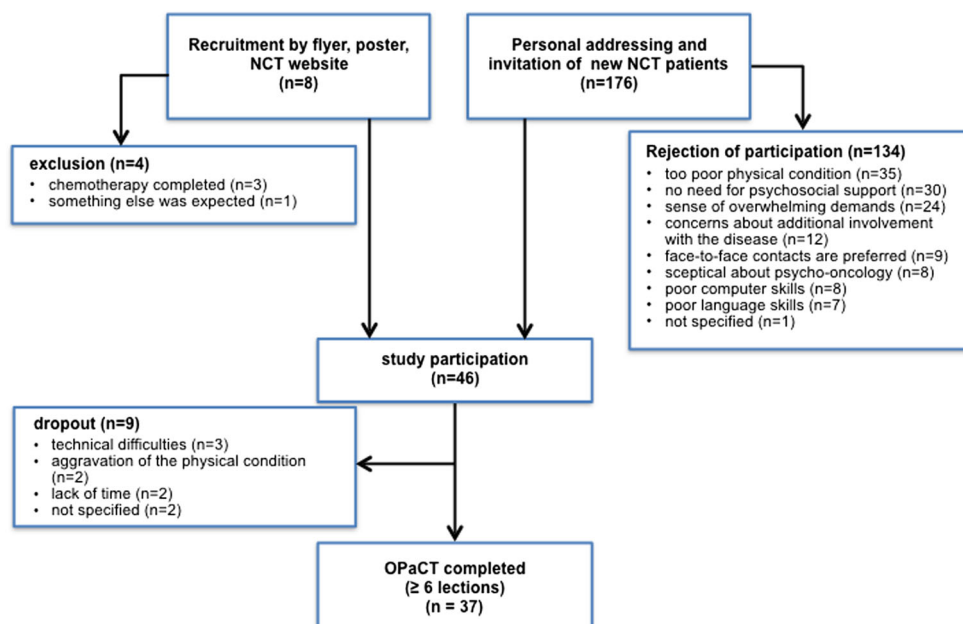 Recruitment by flyer, poster,
NCT website
(n=8)
Personal addressing and
invitation of new NCT patients
(n=176)
exclusion (n=4)
• chemotherapy completed (n=3)
• something else was expected (n=1)
Rejection of participation (n=134)
• too poor physical condition (n=35)
• no need for psychosocial support (n=30)
• sense of overwhelming demands (n=24)
• concerns about additional involvement
with the disease (n=12)
• face-to-face contacts are preferred (n=9)
• sceptical about psycho-oncology (n=8)
• poor computer skills (n=8)
• poor language skills (n=7)
• not specified (n=1)
study participation
(n=46)
dropout (n=9)
• technical difficulties (n=3)
• aggravation of the physical condition
(n=2)
• lack of time (n=2)
• not specified (n=2)
OPaCT completed
(≥ 6 lections)
(n = 37)